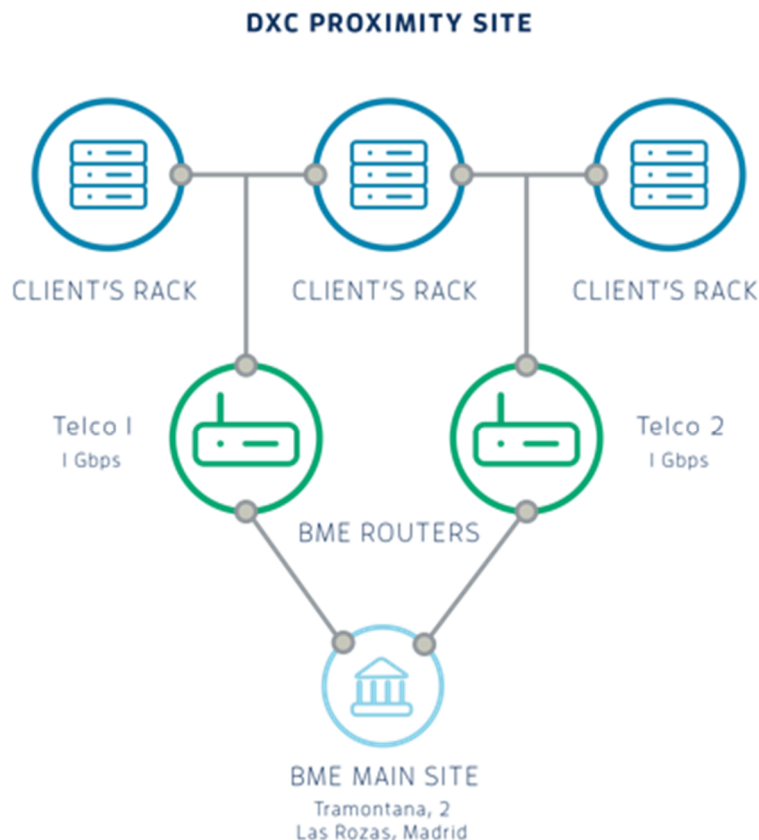 DXC PROXIMITY SITE
CLIENT'S RACK
CLIENT'S RACK
CLIENT'S RACK
Telco 1
1 Gbps
Telco 2
1 Gbps
BME ROUTERS
BME MAIN SITE
Tramontana, 2
Las Rozas, Madrid